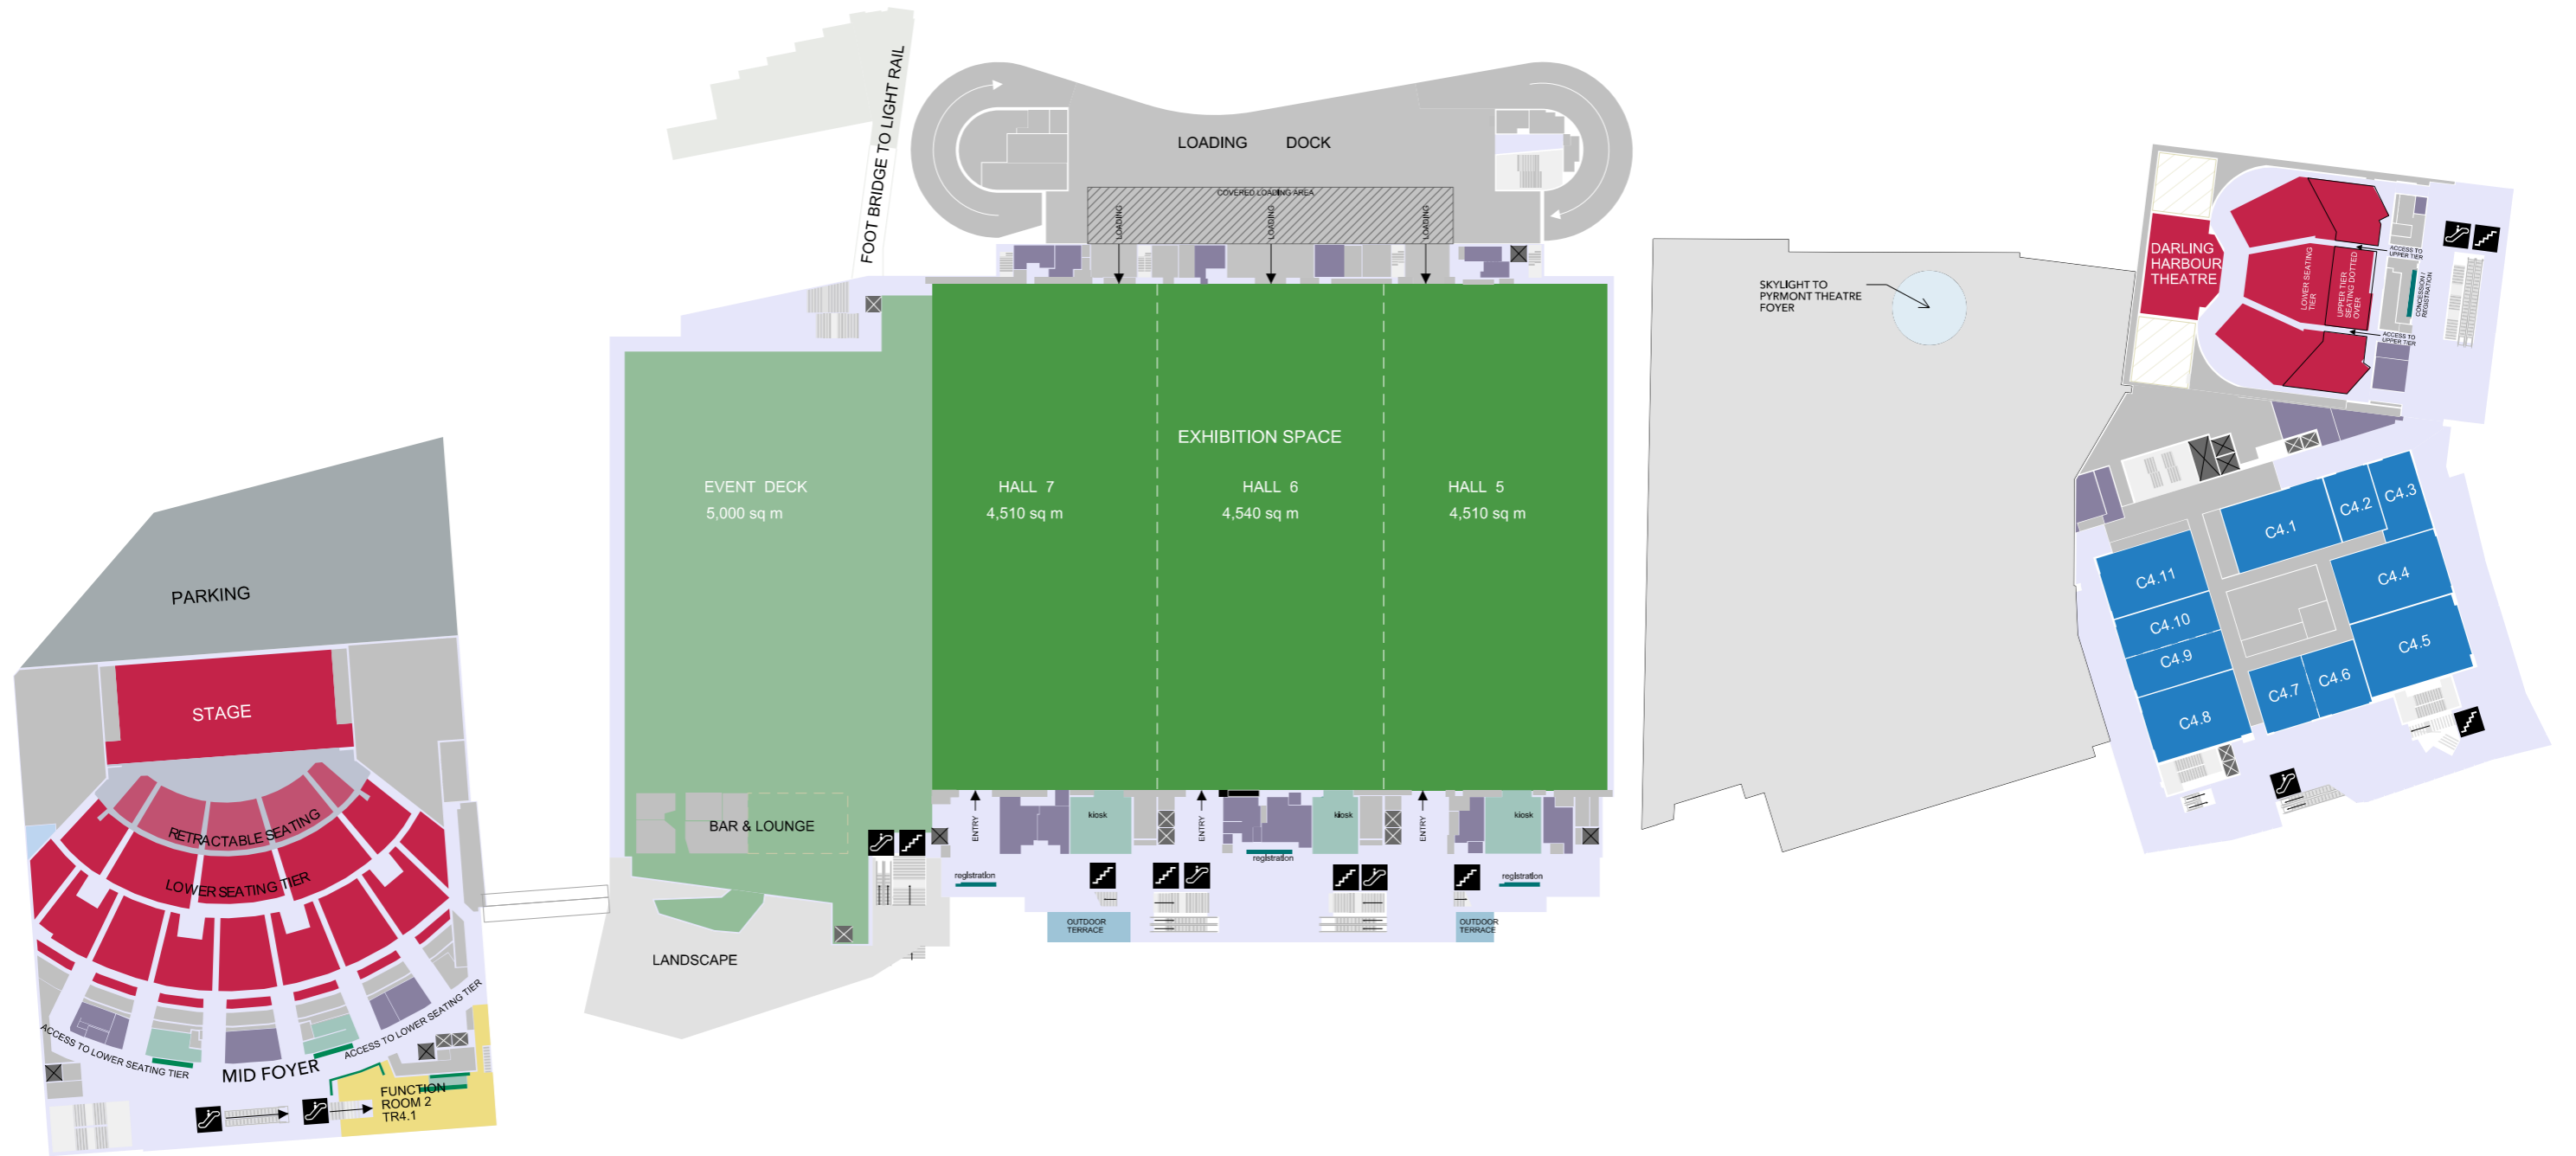 FOOT BRIDGE TO LIGHT RAIL
LOADING DOCK
COVERED LOADING AREA
LOADING
LOADING
LOADING
EXHIBITION SPACE
EVENT DECK
5,000 sq m
HALL 7
4,510 sq m
HALL 6
4,540 sq m
HALL 5
4,510 sq m
BAR & LOUNGE
ENTRY
kiosk
ENTRY
kiosk
ENTRY
kiosk
registration
registration
registration
OUTDOOR
TERRACE
OUTDOOR
TERRACE
LANDSCAPE
PARKING
STAGE
RETRACTABLE SEATING
LOWER SEATING TIER
ACCESS TO LOWER SEATING TIER
ACCESS TO LOWER SEATING TIER
MID FOYER
FUNCTION
ROOM 2
TR4.1
SKYLIGHT TO
PYRMONT THEATRE
FOYER
DARLING
HARBOUR
THEATRE
LOWER SEATING
TIER
UPPER TIER
SEATING DOTTED
OVER
ACCESS TO
UPPER TIER
CONCESSION /
REGISTRATION
ACCESS TO
UPPER TIER
C4.1
C4.2
C4.3
C4.4
C4.5
C4.6
C4.7
C4.8
C4.9
C4.10
C4.11